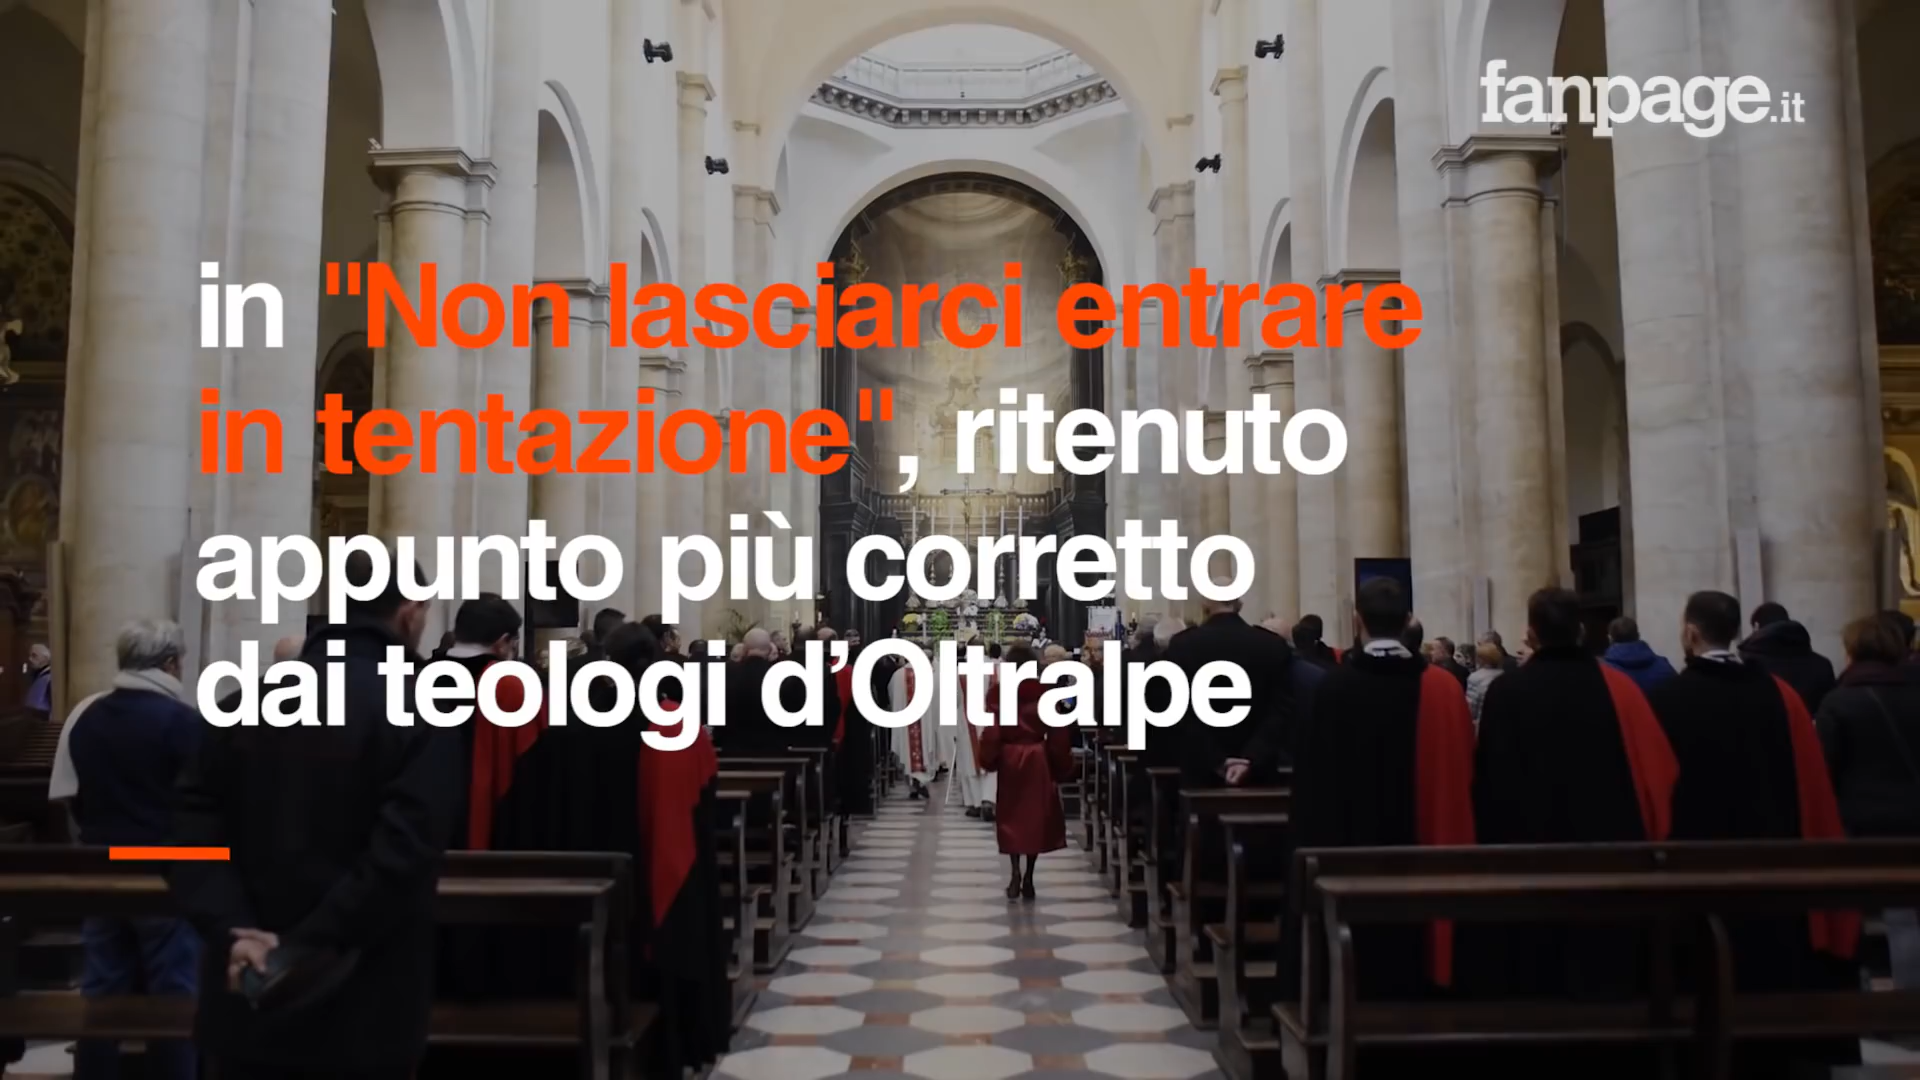 fanpage.it
in "Non lasciarci entrare
in tentazione", ritenuto
appunto più corretto
dai teologi d’Oltralpe